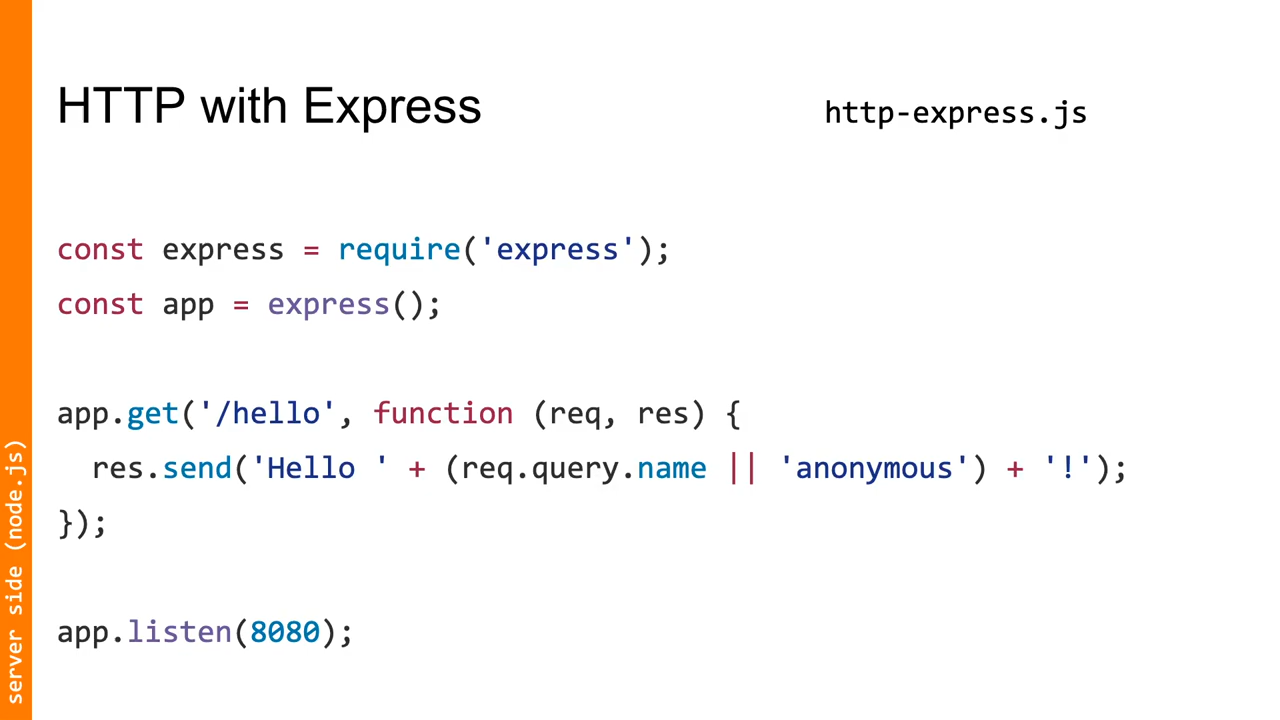 HTTP with Express
http-express.js
const express = require('express');
const app = express();
app.get('/hello', function (req, res) {
  res.send('Hello ' + (req.query.name || 'anonymous') + '!');
});
app.listen(8080);
server side (node.js)